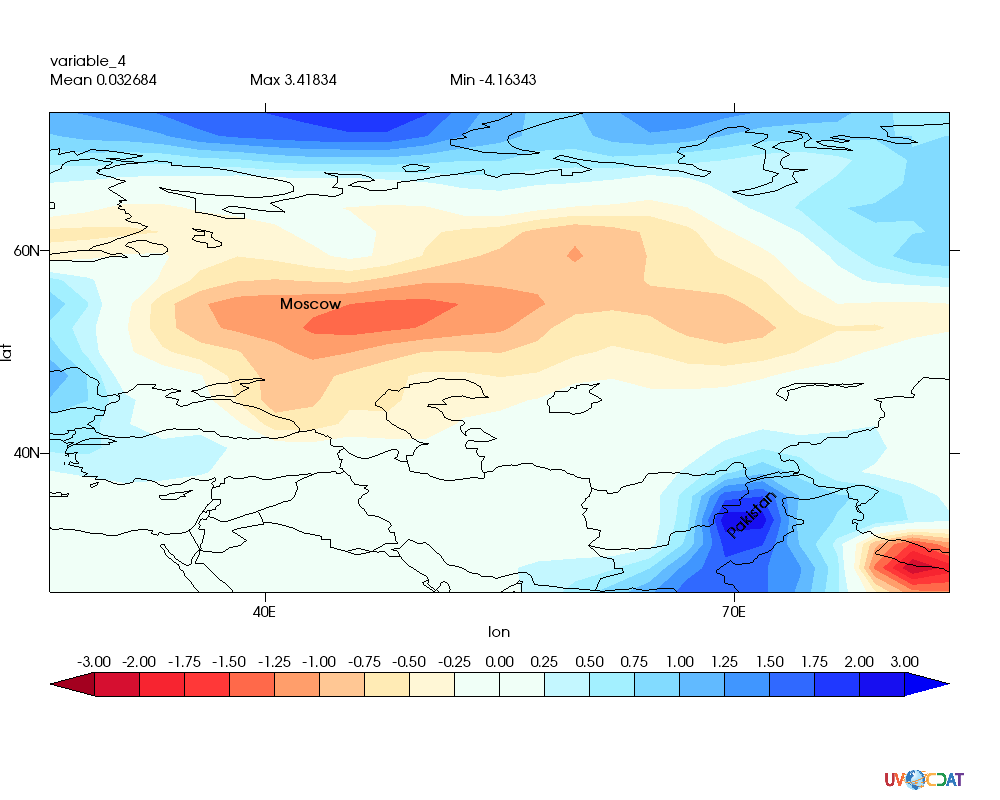 variable_4
Mean 0.032684 Max 3.41834 Min -4.16343
60N
Moscow
lat
40N
Pakistan
40E 70E
lon
-3.00 -2.00 -1.75 -1.50 -1.25 -1.00 -0.75 -0.50 -0.25 0.00 0.25 0.50 0.75 1.00 1.25 1.50 1.75 2.00 3.00
UVCDAT